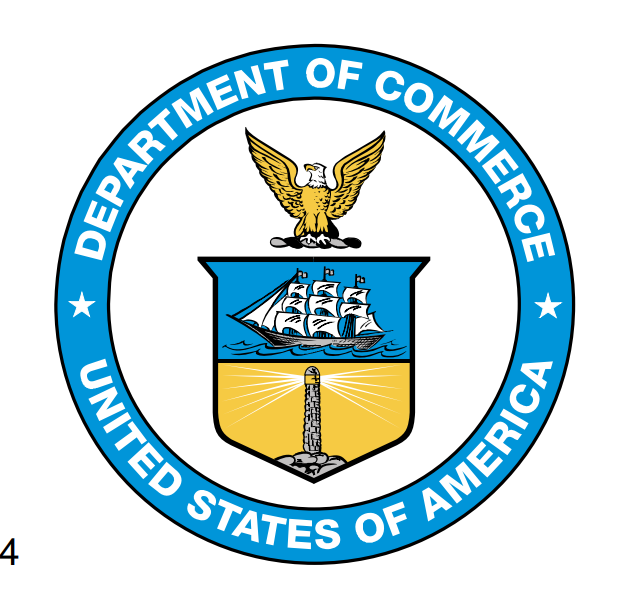 DEPARTMENT OF COMMERCE
UNITED STATES OF AMERICA
4